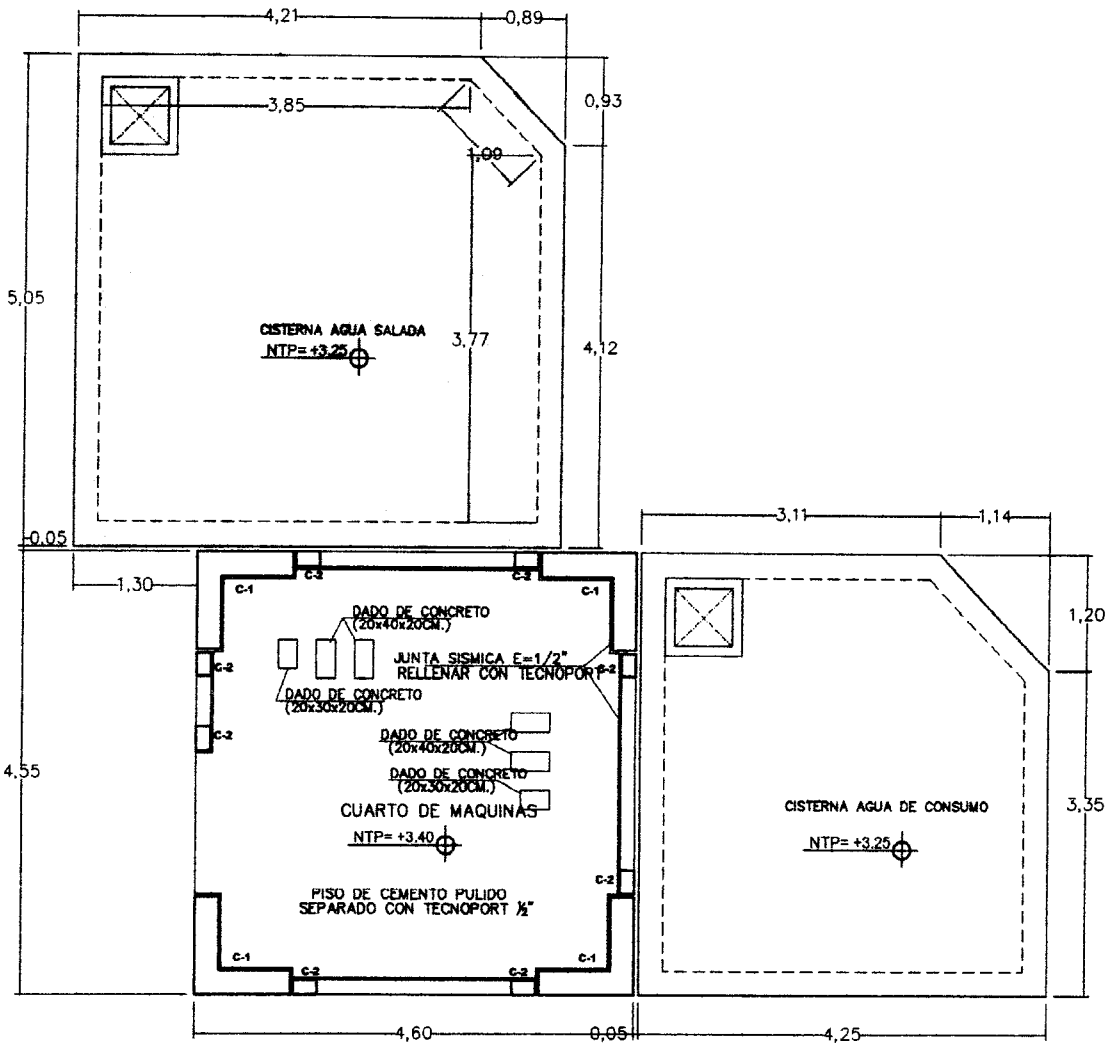 4,21
0,89
0,93
3,85
1,09
5,05
CISTERNA AGUA SALADA
NTP= +3.25
3,77
4,12
0.05
1,30
3,11
1,14
C-2
C-2
C-1
C-1
DADO DE CONCRETO
(20x40x20CM.)
1,20
JUNTA SISMICA E=1/2"
RELLENAR CON TECNOPORT
C-2
C-2
DADO DE CONCRETO
(20x30x20CM.)
C-2
DADO DE CONCRETO
(20x40x20CM.)
4,55
DADO DE CONCRETO
(20x30x20CM.)
CUARTO DE MAQUINAS
NTP= +3.40
CISTERNA AGUA DE CONSUMO
NTP= +3.25
3,35
C-2
PISO DE CEMENTO PULIDO
SEPARADO CON TECNOPORT ½"
C-1
C-1
C-2
C-2
4,60
0,05
4,25